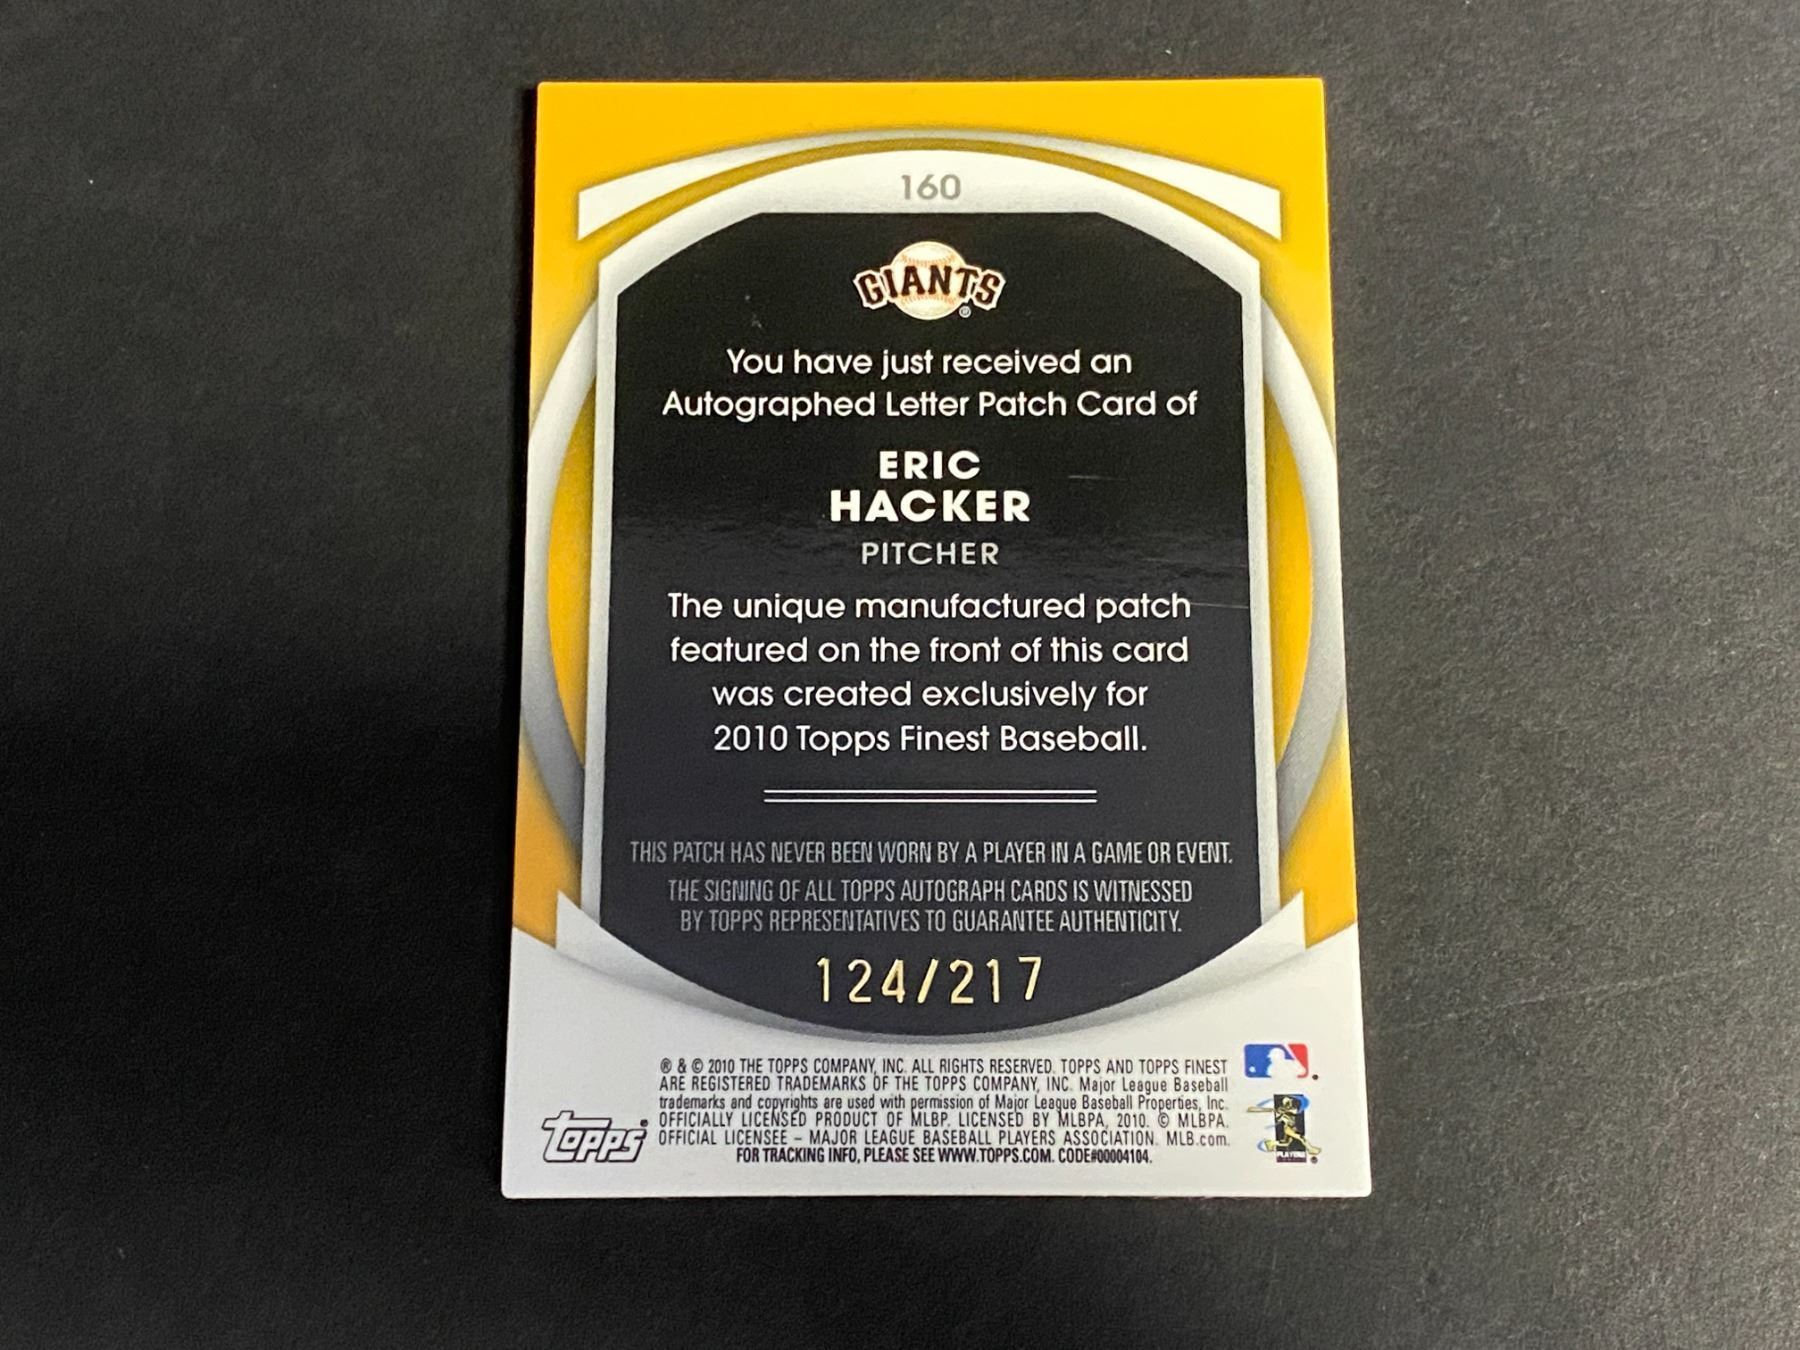 160
GIANTS
You have just received an
Autographed Letter Patch Card of
ERIC
HACKER
PITCHER
The unique manufactured patch
featured on the front of this card
was created exclusively for
2010 Topps Finest Baseball.
THIS PATCH HAS NEVER BEEN WORN BY A PLAYER IN A GAME OR EVENT.
THE SIGNING OF ALL TOPPS AUTOGRAPH CARDS IS WITNESSED
BY TOPPS REPRESENTATIVES TO GUARANTEE AUTHENTICITY.
124/217
® & © 2010 THE TOPPS COMPANY, INC. ALL RIGHTS RESERVED. TOPPS AND TOPPS FINEST
ARE REGISTERED TRADEMARKS OF THE TOPPS COMPANY, INC. Major League Baseball
trademarks and copyrights are used with permission of Major League Baseball Properties, Inc.
OFFICIALLY LICENSED PRODUCT OF MLBP. LICENSED BY MLBPA, 2010. © MLBPA.
OFFICIAL LICENSEE – MAJOR LEAGUE BASEBALL PLAYERS ASSOCIATION. MLB.com.
FOR TRACKING INFO, PLEASE SEE WWW.TOPPS.COM. CODE#00004104.
topps
PLAYERS